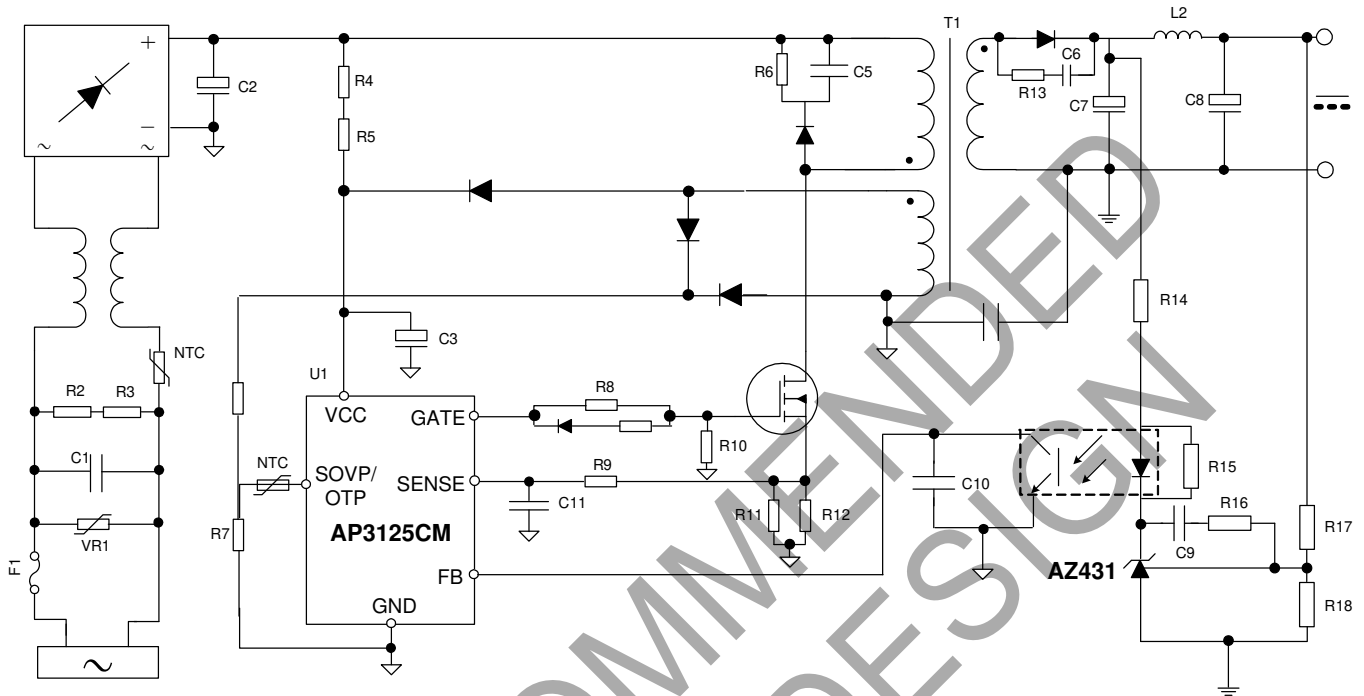 T1
L2
+
R4
R6
C5
C6
R13
C2
C7
C8
R5
−
~
~
R14
NTC
U1
C3
R2
R3
R8
VCC
GATE
R10
C1
NTC
SOVP/
OTP
SENSE
R9
C10
R15
R16
C11
R11
R12
R17
VR1
R7
AP3125CM
C9
F1
FB
AZ431
R18
GND
~
OMMENDED
DESIGN